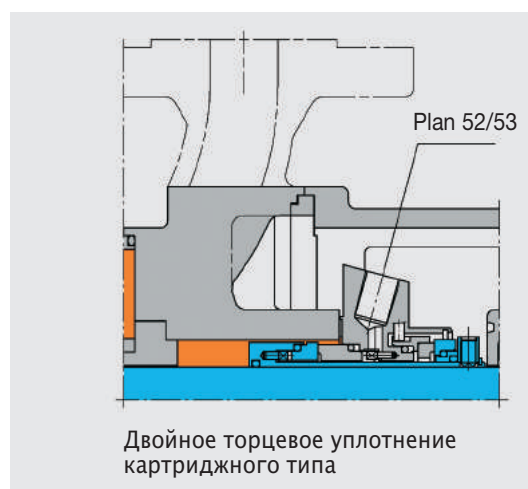 Plan 52/53
Двойное торцевое уплотнение
картриджного типа